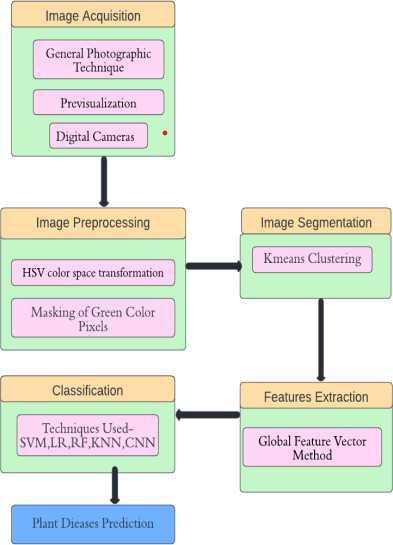 Image Acquisition
General Photographic
Technique
Previsualization
Digital Cameras
Image Preprocessing
HSV color space transformation
Masking of Green Color
Pixels
Image Segmentation
Kmeans Clustering
Features Extraction
Global Feature Vector
Method
Classification
Techniques Used-
SVM,LR,RF,KNN,CNN
Plant Dieases Prediction